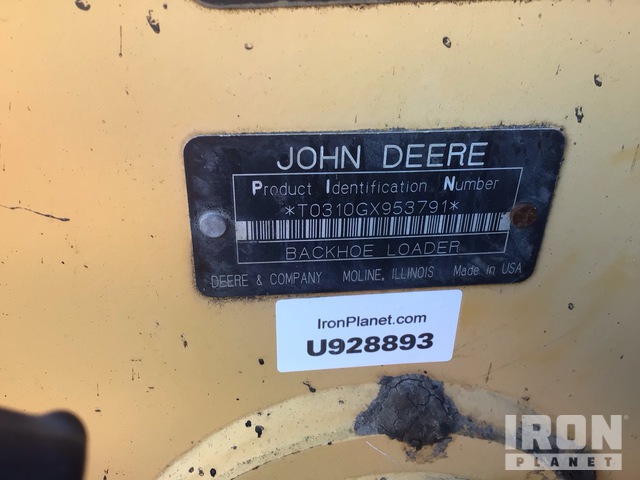 JOHN DEERE
Product Identification Number
*T0310GX953791*
BACKHOE LOADER
DEERE & COMPANY MOLINE, ILLINOIS Made in USA
IronPlanet.com
U928893
IRON
PLANET